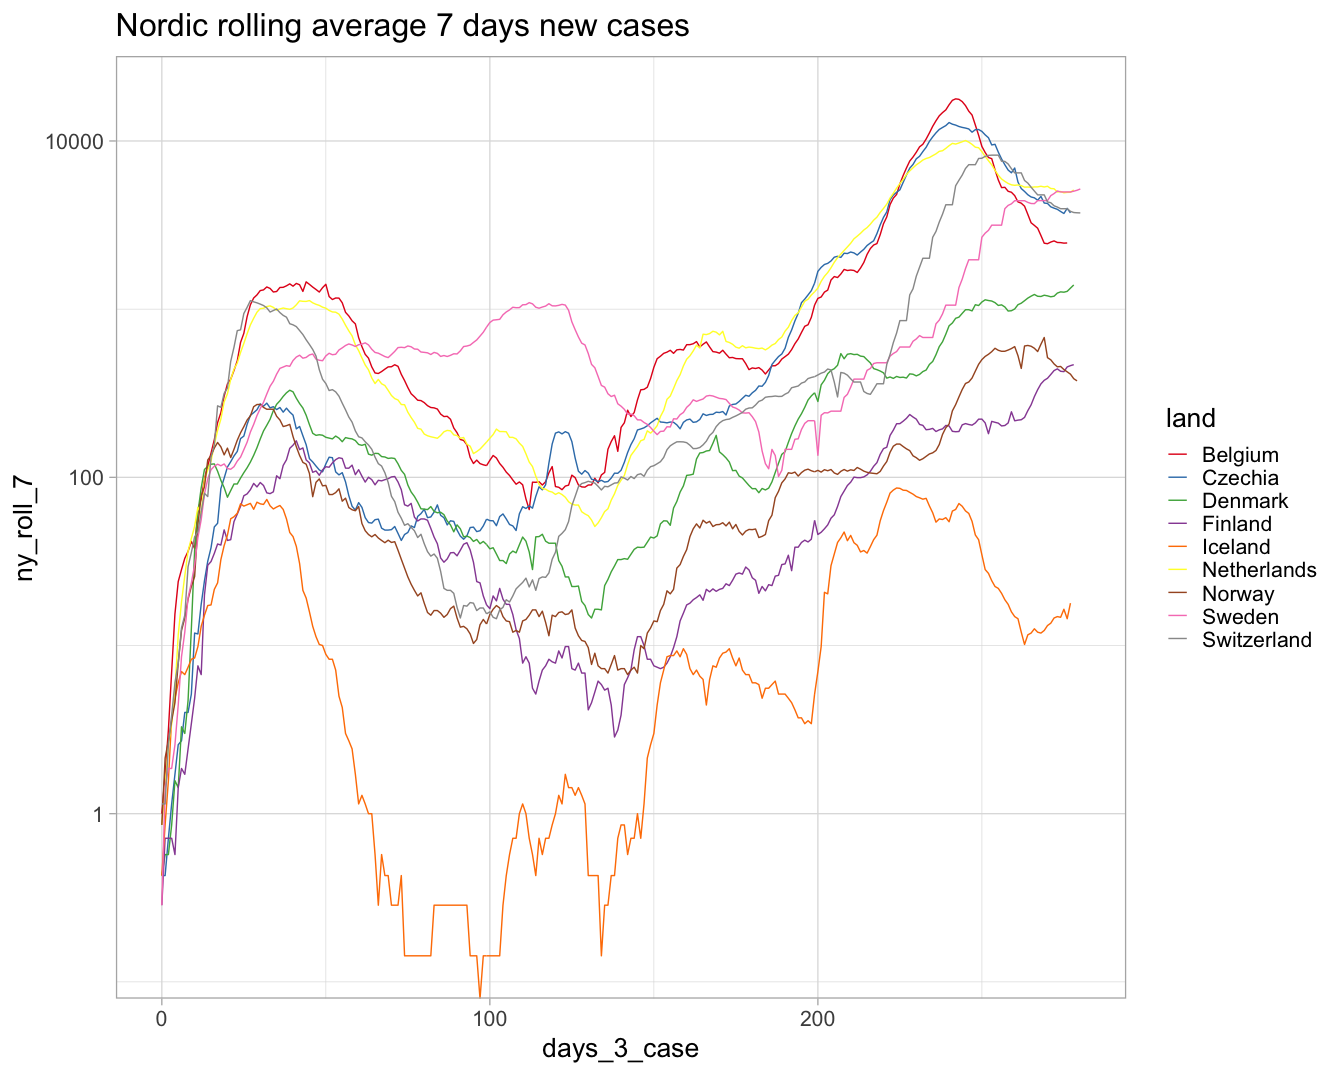 Nordic rolling average 7 days new cases
ny_roll_7
10000
100
1
0
100
200
days_3_case
land
Belgium
Czechia
Denmark
Finland
Iceland
Netherlands
Norway
Sweden
Switzerland